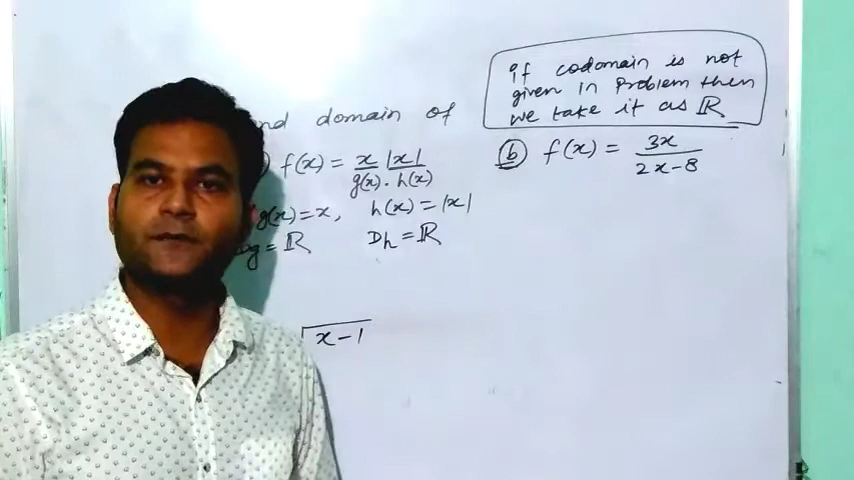 if codomain is not
given in problem then
we take it as ℝ
nd domain of
) f(x) = x |x|
g(x) . h(x)
g(x) = x, h(x) = |x|
g = ℝ Dh = ℝ
x - 1
(b) f(x) = 3x
2x - 8